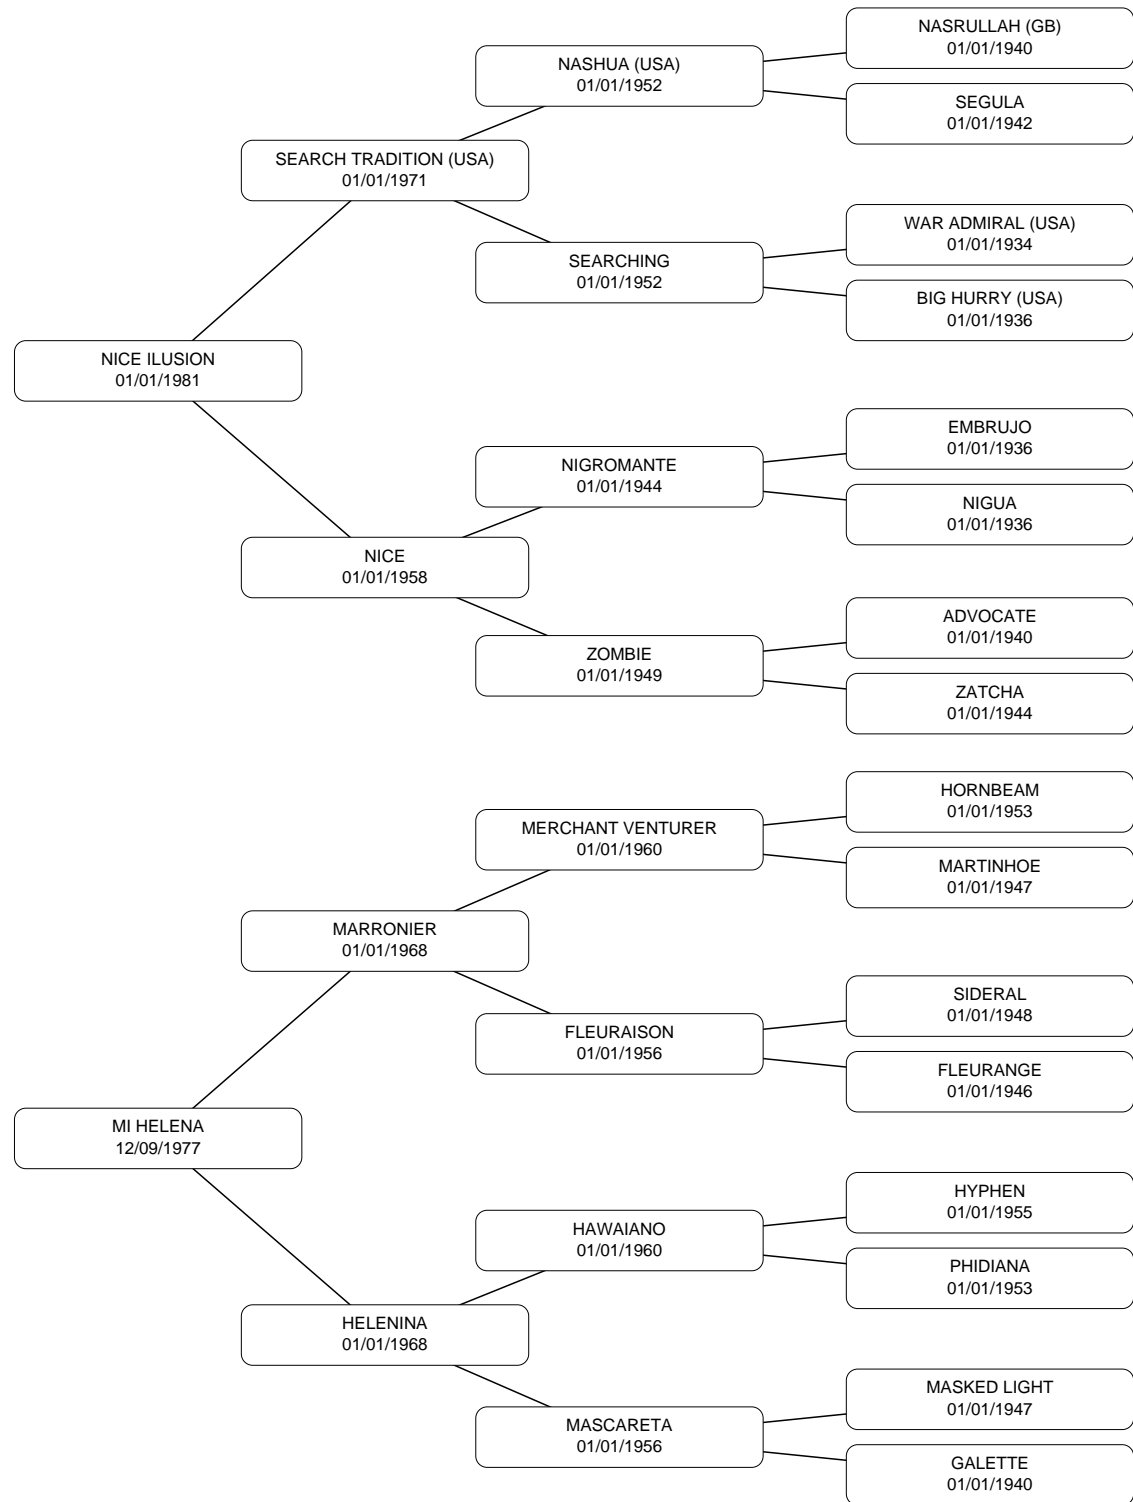 NASRULLAH (GB)
01/01/1940
NASHUA (USA)
01/01/1952
SEGULA
01/01/1942
SEARCH TRADITION (USA)
01/01/1971
WAR ADMIRAL (USA)
01/01/1934
SEARCHING
01/01/1952
BIG HURRY (USA)
01/01/1936
NICE ILUSION
01/01/1981
EMBRUJO
01/01/1936
NIGROMANTE
01/01/1944
NIGUA
01/01/1936
NICE
01/01/1958
ADVOCATE
01/01/1940
ZOMBIE
01/01/1949
ZATCHA
01/01/1944
HORNBEAM
01/01/1953
MERCHANT VENTURER
01/01/1960
MARTINHOE
01/01/1947
MARRONIER
01/01/1968
SIDERAL
01/01/1948
FLEURAISON
01/01/1956
FLEURANGE
01/01/1946
MI HELENA
12/09/1977
HYPHEN
01/01/1955
HAWAIANO
01/01/1960
PHIDIANA
01/01/1953
HELENINA
01/01/1968
MASKED LIGHT
01/01/1947
MASCARETA
01/01/1956
GALETTE
01/01/1940